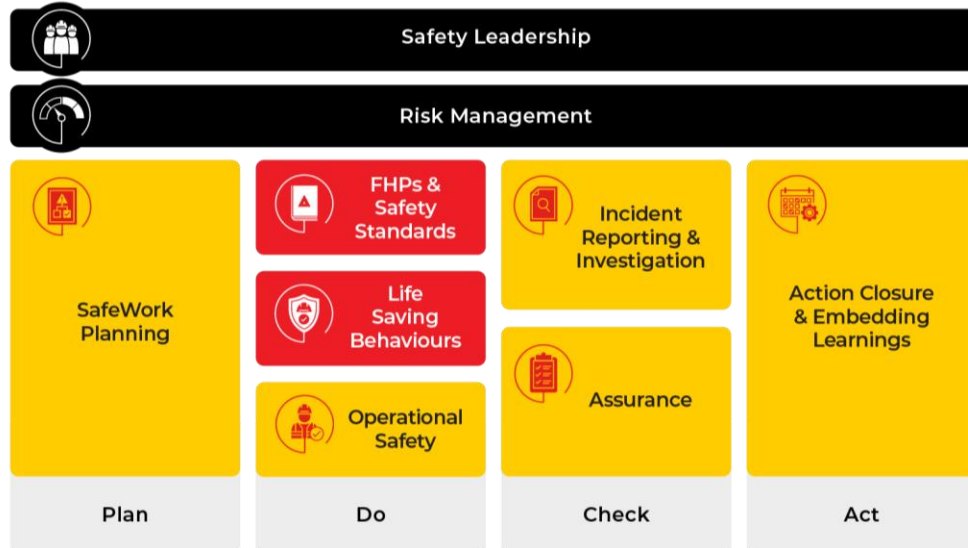 Safety Leadership
Risk Management
SafeWork
Planning
FHPs &
Safety
Standards
Life
Saving
Behaviours
Operational
Safety
Incident
Reporting &
Investigation
Assurance
Action Closure
& Embedding
Learnings
Plan
Do
Check
Act